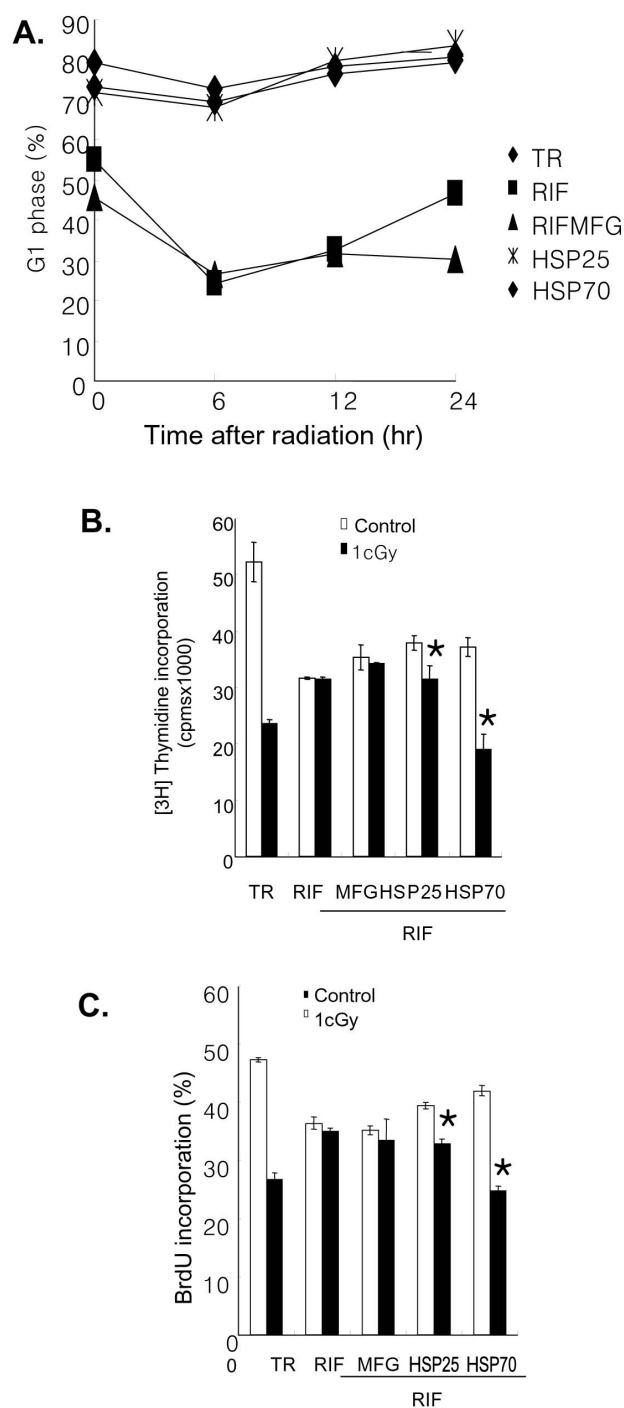 A.
90
80
70
60
50
40
30
20
10
0
G1 phase (%)
0 6 12 24
Time after radiation (hr)
TR
RIF
RIFMFG
HSP25
HSP70
B.
Control
1cGy
60
50
40
30
20
10
0
[3H] Thymidine incorporation
(cpmsx1000)
TR RIF MFGHSP25 HSP70
RIF
C.
Control
1cGy
60
50
40
30
20
10
0
0
BrdU incorporation (%)
TR RIF MFG HSP25 HSP70
RIF